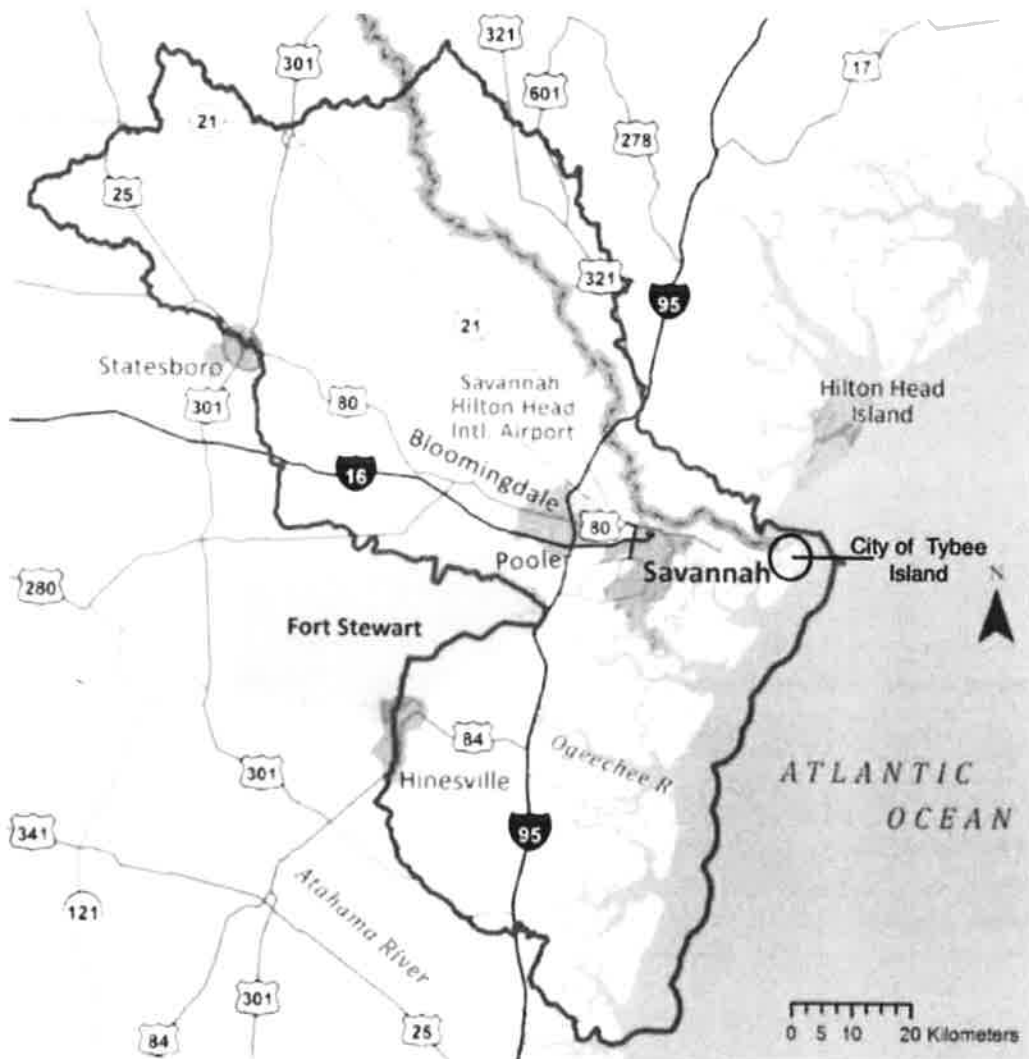 321
301
17
601
21
278
25
321
95
21
Statesboro
Savannah
Hilton Head
Intl. Airport
Hilton Head
Island
301
80
Bloomingdale
16
80
City of Tybee
Island
Poole
Savannah
280
N
Fort Stewart
84
Ogeechee R
301
Hinesville
ATLANTIC
OCEAN
341
95
121
Atahama River
301
25
84
0 5 10 20 Kilometers